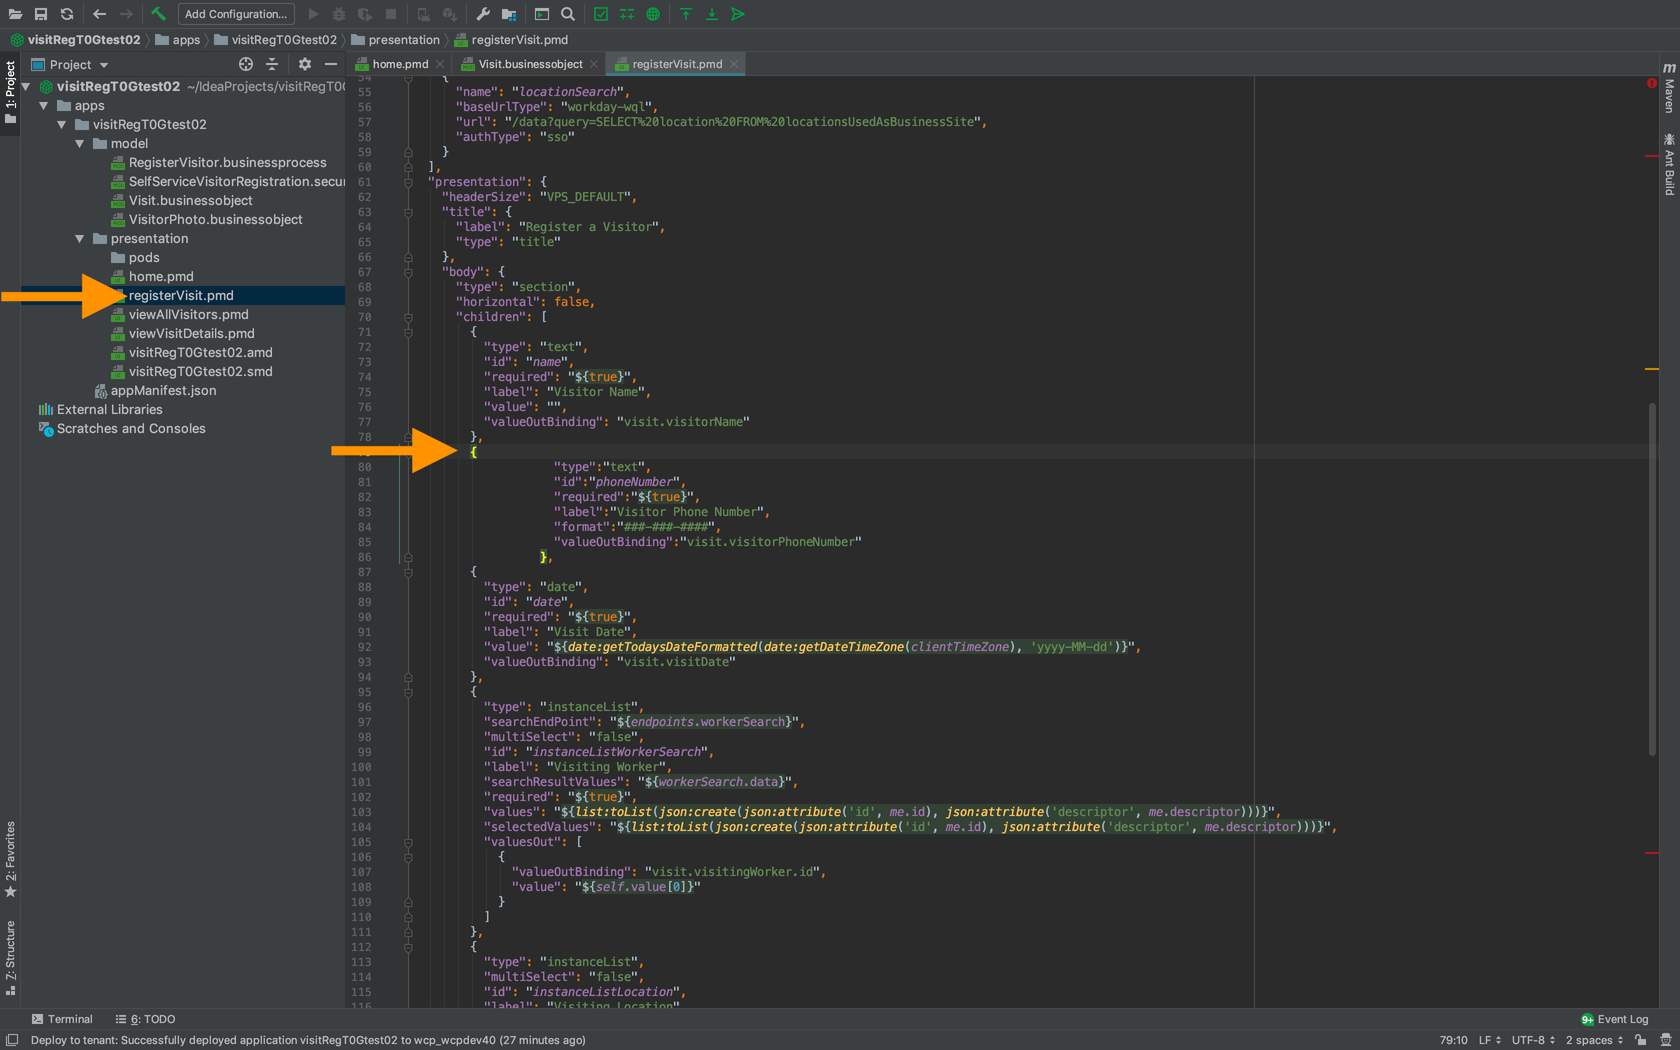 Add Configuration...
visitRegT0Gtest02
apps
visitRegT0Gtest02
presentation
registerVisit.pmd
1: Project
Project
visitRegT0Gtest02 ~/IdeaProjects/visitRegT0G
apps
visitRegT0Gtest02
model
RegisterVisitor.businessprocess
SelfServiceVisitorRegistration.secur
Visit.businessobject
VisitorPhoto.businessobject
presentation
pods
home.pmd
registerVisit.pmd
viewAllVisitors.pmd
viewVisitDetails.pmd
visitRegT0Gtest02.amd
visitRegT0Gtest02.smd
appManifest.json
External Libraries
Scratches and Consoles
2: Favorites
7: Structure
home.pmd
Visit.businessobject
registerVisit.pmd
54 {
55 "name": "locationSearch",
56 "baseUrlType": "workday-wql",
57 "url": "/data?query=SELECT%20location%20FROM%20locationsUsedAsBusinessSite",
58 "authType": "sso"
59 }
60 ],
61 "presentation": {
62 "headerSize": "VPS_DEFAULT",
63 "title": {
64 "label": "Register a Visitor",
65 "type": "title"
66 },
67 "body": {
68 "type": "section",
69 "horizontal": false,
70 "children": [
71 {
72 "type": "text",
73 "id": "name",
74 "required": "${true}",
75 "label": "Visitor Name",
76 "value": "",
77 "valueOutBinding": "visit.visitorName"
78 },
{
80 "type":"text",
81 "id":"phoneNumber",
82 "required":"${true}",
83 "label":"Visitor Phone Number",
84 "format":"###-###-####",
85 "valueOutBinding":"visit.visitorPhoneNumber"
86 },
87 {
88 "type": "date",
89 "id": "date",
90 "required": "${true}",
91 "label": "Visit Date",
92 "value": "${date:getTodaysDateFormatted(date:getDateTimeZone(clientTimeZone), 'yyyy-MM-dd')}",
93 "valueOutBinding": "visit.visitDate"
94 },
95 {
96 "type": "instanceList",
97 "searchEndPoint": "${endpoints.workerSearch}",
98 "multiSelect": "false",
99 "id": "instanceListWorkerSearch",
100 "label": "Visiting Worker",
101 "searchResultValues": "${workerSearch.data}",
102 "required": "${true}",
103 "values": "${list:toList(json:create(json:attribute('id', me.id), json:attribute('descriptor', me.descriptor)))}",
104 "selectedValues": "${list:toList(json:create(json:attribute('id', me.id), json:attribute('descriptor', me.descriptor)))}",
105 "valuesOut": [
106 {
107 "valueOutBinding": "visit.visitingWorker.id",
108 "value": "${self.value[0]}"
109 }
110 ]
111 },
112 {
113 "type": "instanceList",
114 "multiSelect": "false",
115 "id": "instanceListLocation",
116 "label": "Visiting Location"
m
Maven
Ant Build
Terminal
6: TODO
9+ Event Log
Deploy to tenant: Successfully deployed application visitRegT0Gtest02 to wcp_wcpdev40 (27 minutes ago)
79:10 LF UTF-8 2 spaces